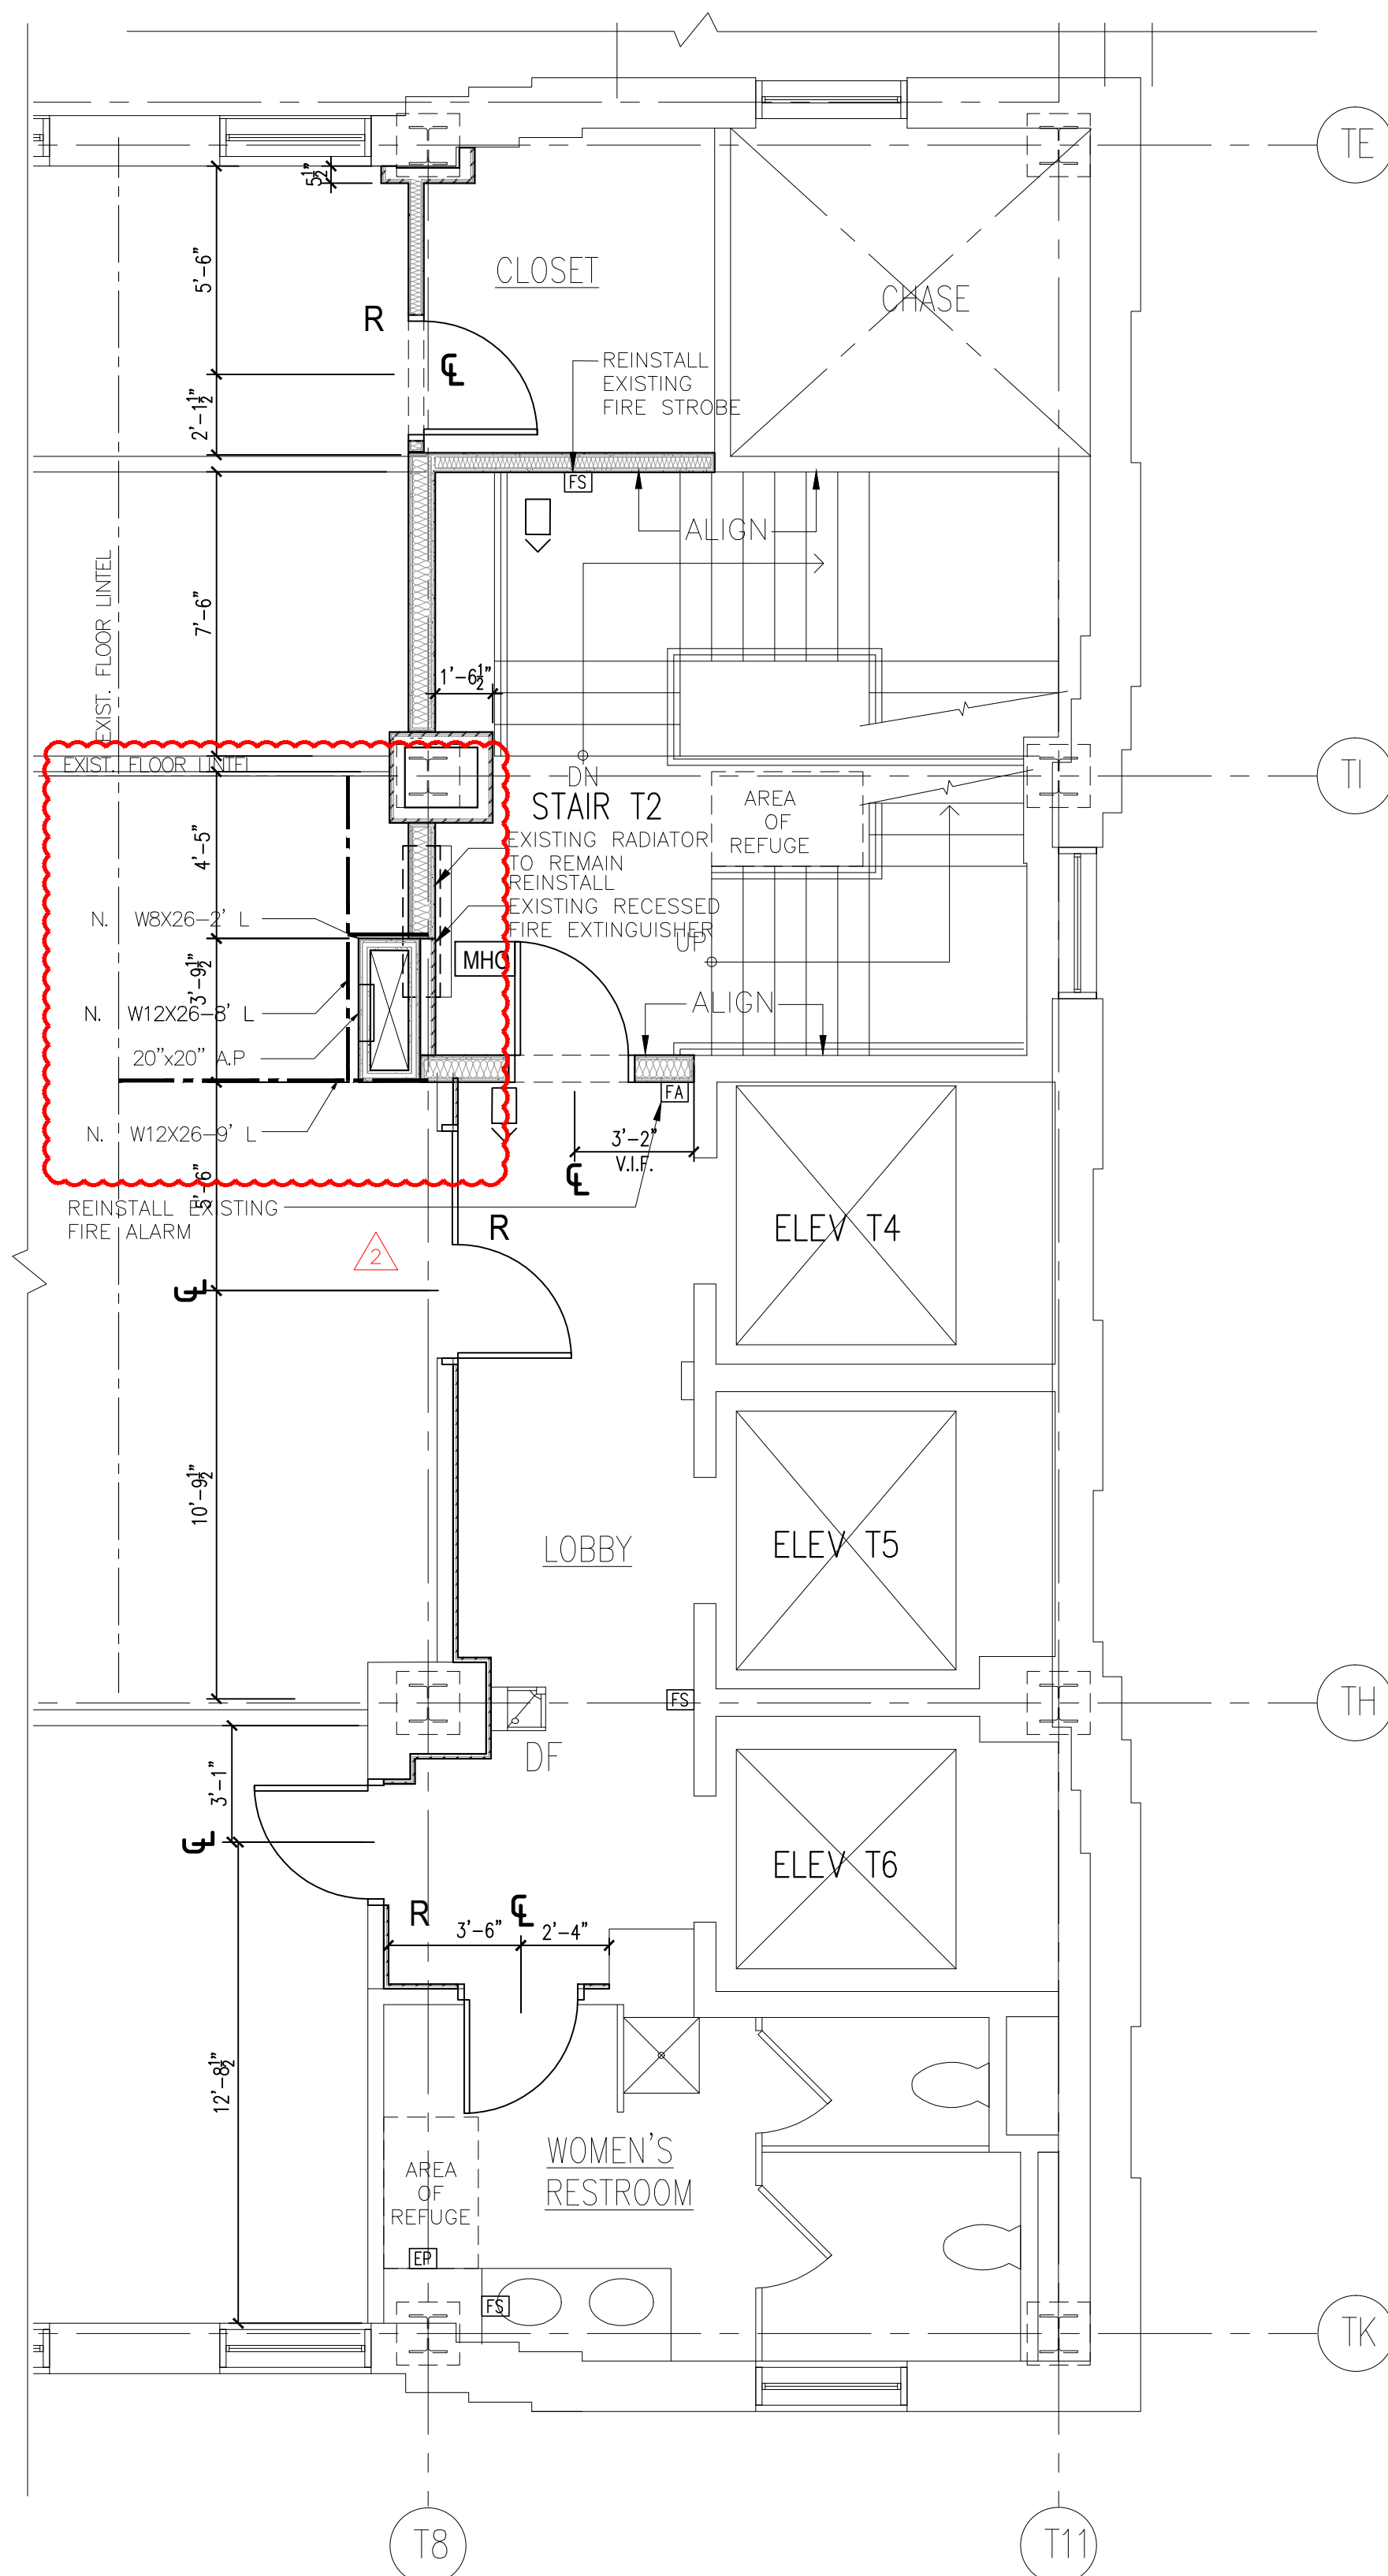 TE
5½"
5'-6"
CLOSET
CHASE
R
℄
REINSTALL
EXISTING
FIRE STROBE
2'-1½"
FS
ALIGN
EXIST. FLOOR LINTEL
7'-6"
1'-6½"
EXIST. FLOOR LINTEL
TI
DN
STAIR T2
AREA
OF
REFUGE
4'-5"
EXISTING RADIATOR
TO REMAIN
REINSTALL
EXISTING RECESSED
FIRE EXTINGUISHER
N. W8X26-2' L
UP
MHO
3'-9½"
N. W12X26-8' L
ALIGN
20"x20" A.P
FA
N. W12X26-9' L
3'-2"
V.I.F.
℄
5'-6"
REINSTALL EXISTING
FIRE ALARM
R
ELEV T4
2
℄
10'-9½"
LOBBY
ELEV T5
FS
TH
DF
3'-1"
℄
ELEV T6
R
3'-6"
℄
2'-4"
12'-8½"
WOMEN'S
RESTROOM
AREA
OF
REFUGE
EP
FS
TK
T8
T11